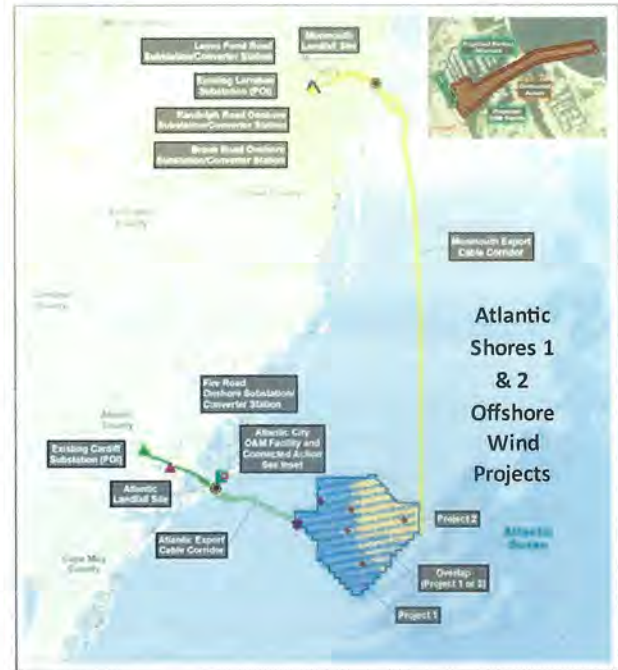 Monmouth
Landfall Site
Substation/Converter Station
Existing Larrabee
Substation (POI)
Randolph Road Onshore
Substation/Converter Station
Brook Road Onshore
Substation/Converter Station
Monmouth Export
Cable Corridor
Atlantic
Shores 1
& 2
Offshore
Wind
Projects
Fire Road
Onshore Substation/
Converter Station
Atlantic City
O&M Facility and
Connected Action
See Inset
County
Existing Cardiff
Substation (POI)
Atlantic
Landfall Site
Atlantic Export
Cable Corridor
Project 2
Atlantic
Ocean
Cape May
County
Overlap
(Project 1 or 2)
Project 1